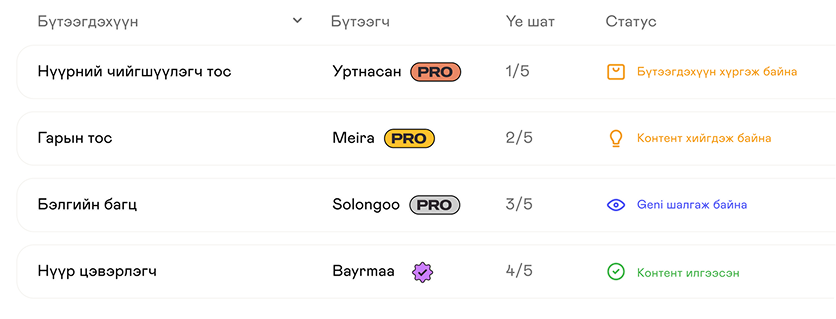 Бүтээгдэхүүн Бүтээгч Үе шат Статус
Нүүрний чийгшүүлэгч тос Уртнасан PRO 1/5 Бүтээгдэхүүн хүргэж байна
Гарын тос Meira PRO 2/5 Контент хийгдэж байна
Бэлгийн багц Solongoo PRO 3/5 Geni шалгаж байна
Нүүр цэвэрлэгч Bayrmaa 4/5 Контент илгээсэн